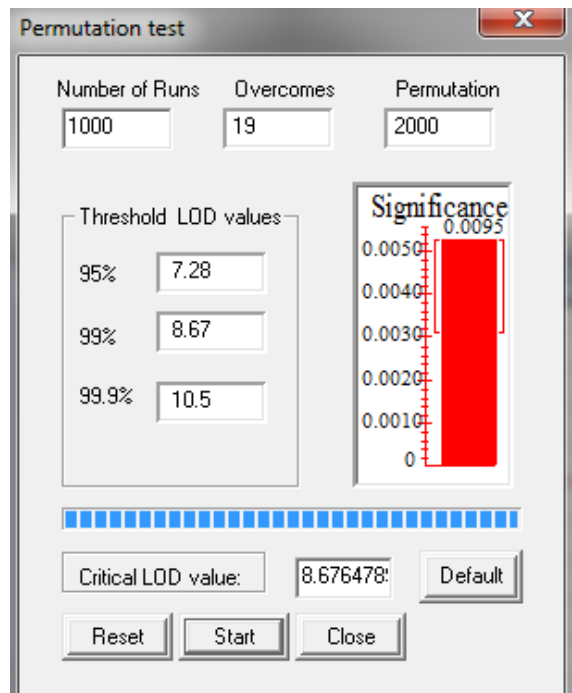 Permutation test
x
Number of Runs Overcomes Permutation
1000 19 2000
Threshold LOD values
95% 7.28
99% 8.67
99.9% 10.5
Significance
0.0095
0.0050
0.0040
0.0030
0.0020
0.0010
0
Critical LOD value: 8.676478 Default
Reset Start Close